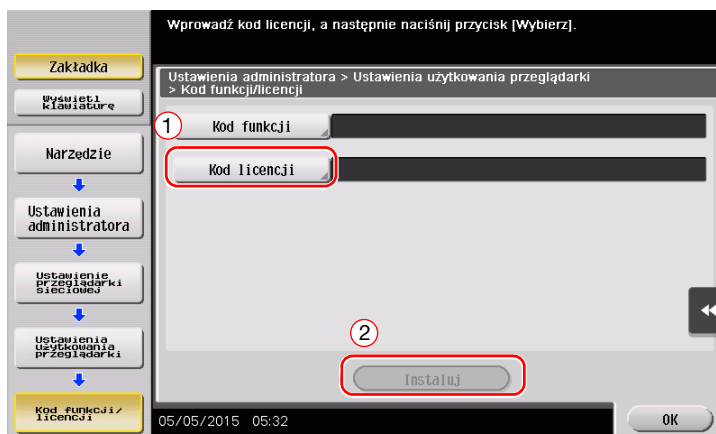 Wprowadź kod licencji, a następnie naciśnij przycisk [Wybierz].
Zakładka
Wyświetl
klawiaturę
Narzędzie
Ustawienia
administratora
Ustawienie
przeglądarki
sieciowej
Ustawienia
użytkowania
przeglądarki
Kod funkcji/
licencji
Ustawienia administratora > Ustawienia użytkowania przeglądarki
> Kod funkcji/licencji
1
Kod funkcji
Kod licencji
2
Instaluj
05/05/2015 05:32
OK